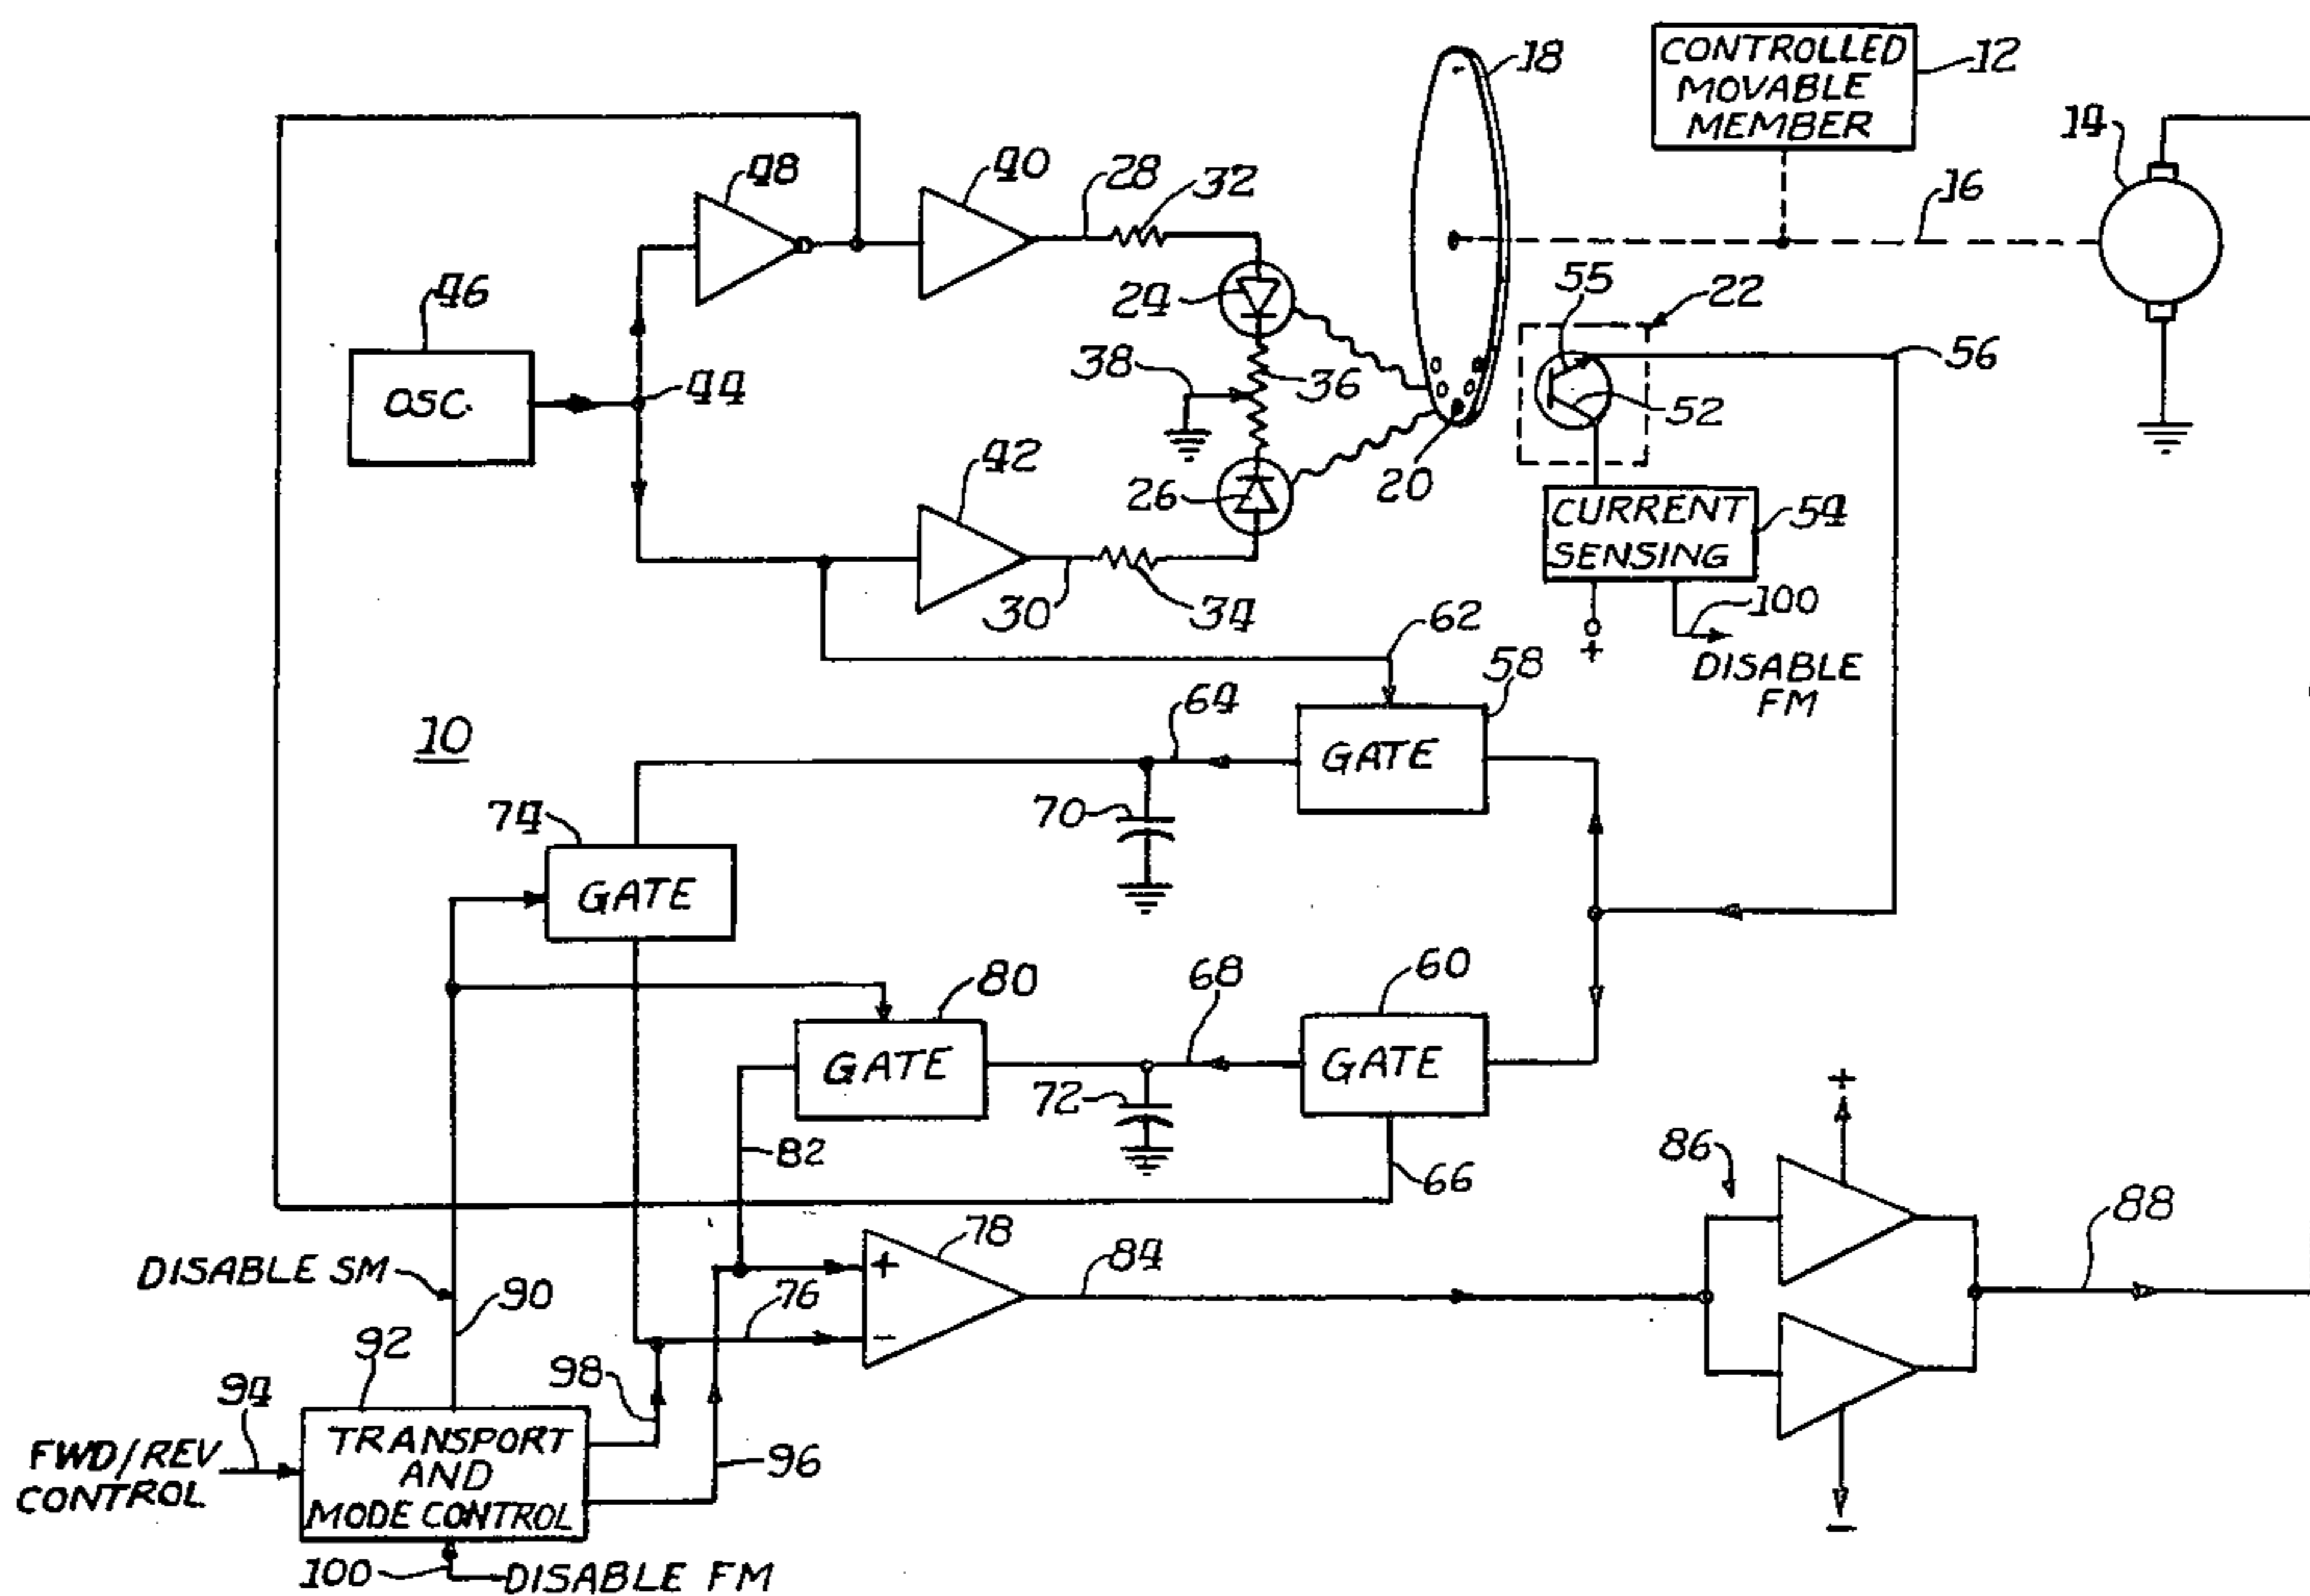 CONTROLLED
MOVABLE
MEMBER
12
18
14
16
48
40
28
32
24
46
OSC.
44
38
36
55
22
56
52
42
26
20
CURRENT
SENSING
54
30
34
62
58
+
100
DISABLE
FM
10
64
GATE
70
74
GATE
80
68
60
GATE
GATE
72
82
66
86
+
88
DISABLE SM
90
78
84
+
76
-
92
98
94
FWD/REV
CONTROL
TRANSPORT
AND
MODE CONTROL
96
-
100
DISABLE FM